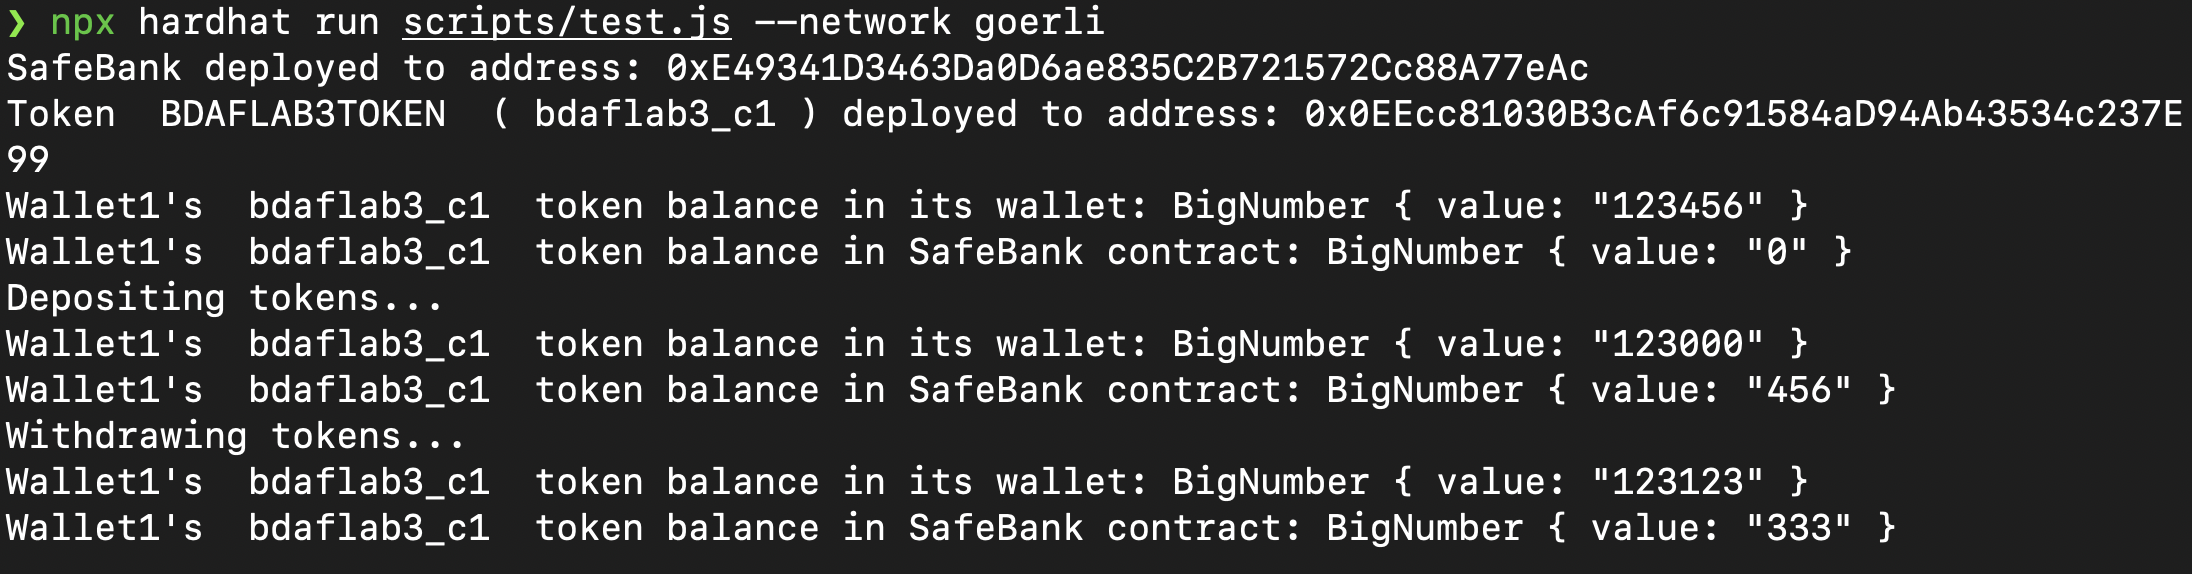 ❯ npx hardhat run scripts/test.js --network goerli
SafeBank deployed to address: 0xE49341D3463Da0D6ae835C2B721572Cc88A77eAc
Token  BDAFLAB3TOKEN  ( bdaflab3_c1 ) deployed to address: 0x0EEcc81030B3cAf6c91584aD94Ab43534c237E
99
Wallet1's  bdaflab3_c1  token balance in its wallet: BigNumber { value: "123456" }
Wallet1's  bdaflab3_c1  token balance in SafeBank contract: BigNumber { value: "0" }
Depositing tokens...
Wallet1's  bdaflab3_c1  token balance in its wallet: BigNumber { value: "123000" }
Wallet1's  bdaflab3_c1  token balance in SafeBank contract: BigNumber { value: "456" }
Withdrawing tokens...
Wallet1's  bdaflab3_c1  token balance in its wallet: BigNumber { value: "123123" }
Wallet1's  bdaflab3_c1  token balance in SafeBank contract: BigNumber { value: "333" }